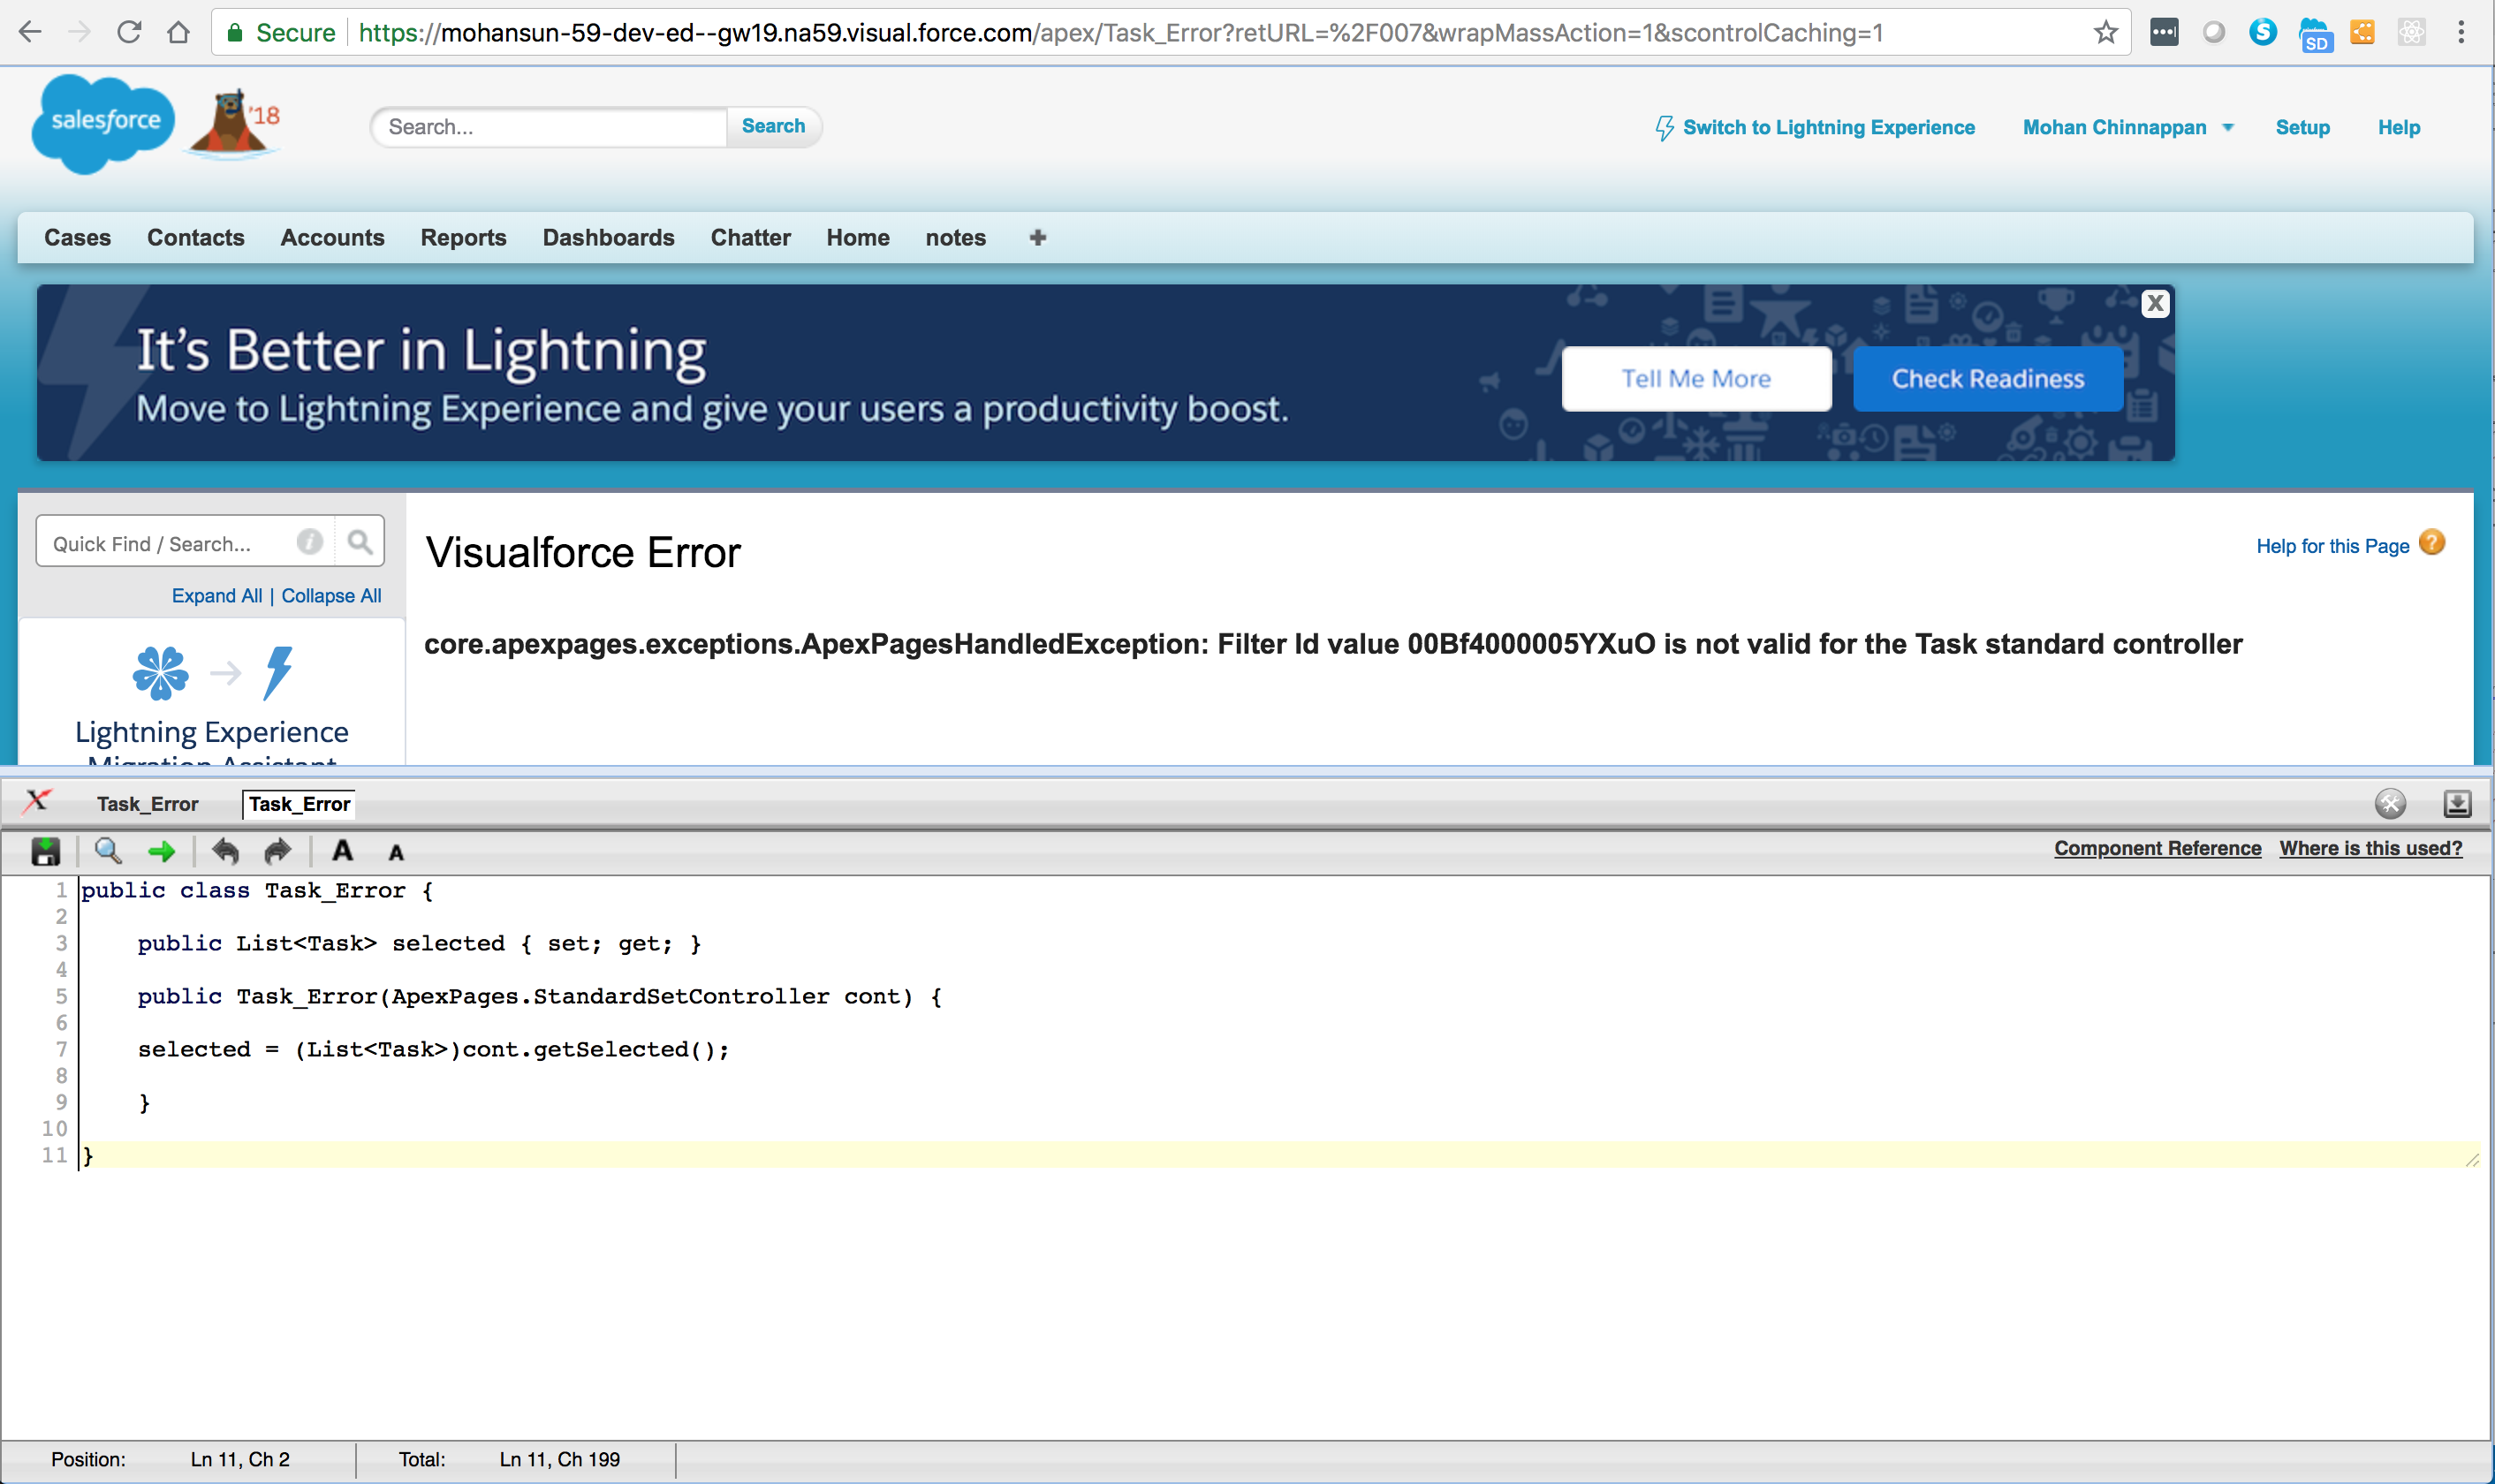 Secure https://mohansun-59-dev-ed--gw19.na59.visual.force.com/apex/Task_Error?retURL=%2F007&wrapMassAction=1&scontrolCaching=1
S
SD
salesforce
'18
Search...
Search
Switch to Lightning Experience
Mohan Chinnappan
Setup
Help
Cases Contacts Accounts Reports Dashboards Chatter Home notes
It's Better in Lightning
Move to Lightning Experience and give your users a productivity boost.
Tell Me More
Check Readiness
X
Quick Find / Search...
Expand All | Collapse All
Lightning Experience
Migration Assistant
Visualforce Error
Help for this Page ?
core.apexpages.exceptions.ApexPagesHandledException: Filter Id value 00Bf4000005YXuO is not valid for the Task standard controller
Task_Error
Task_Error
A A
Component Reference Where is this used?
1 public class Task_Error {
2
3 public List<Task> selected { set; get; }
4
5 public Task_Error(ApexPages.StandardSetController cont) {
6
7 selected = (List<Task>)cont.getSelected();
8
9 }
10
11 }
Position: Ln 11, Ch 2 Total: Ln 11, Ch 199